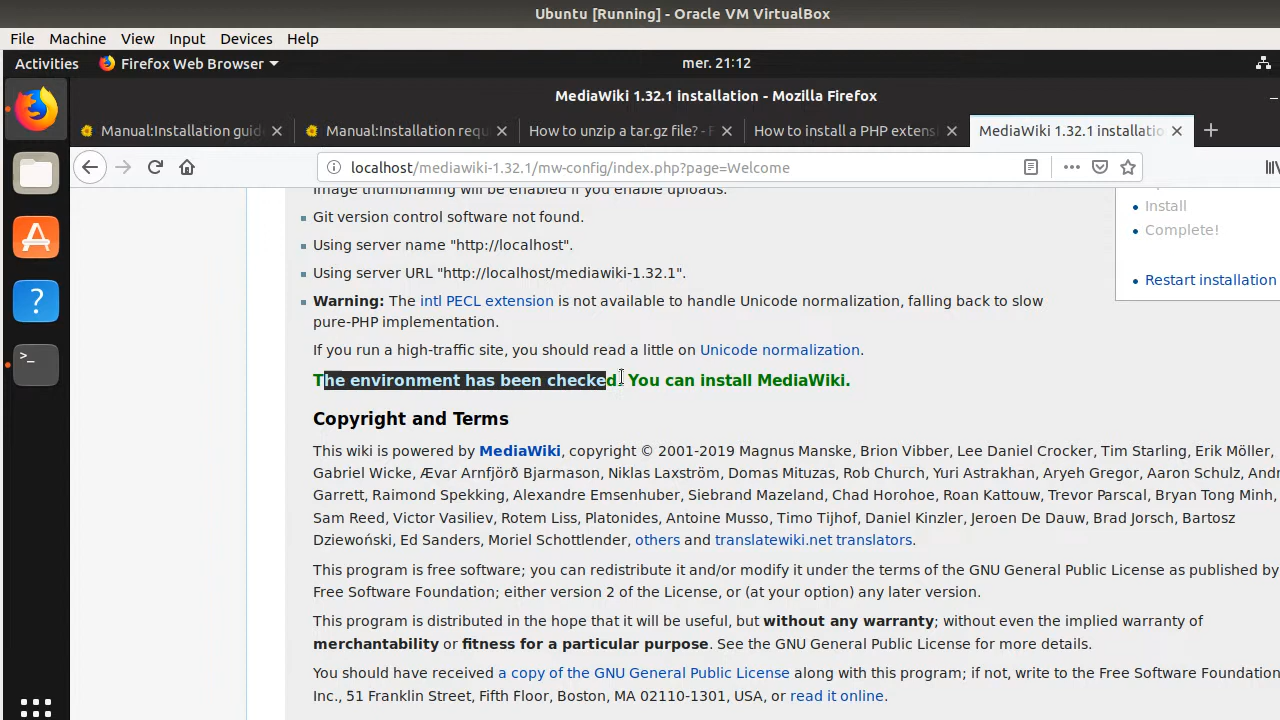 Ubuntu [Running] - Oracle VM VirtualBox
File Machine View Input Devices Help
Activities Firefox Web Browser mer. 21:12
MediaWiki 1.32.1 installation - Mozilla Firefox
Manual:Installation guid Manual:Installation requ How to unzip a tar.gz file? - F How to install a PHP extens MediaWiki 1.32.1 installatio
localhost/mediawiki-1.32.1/mw-config/index.php?page=Welcome
Image thumbnailing will be enabled if you enable uploads.
Git version control software not found.
Using server name "http://localhost".
Using server URL "http://localhost/mediawiki-1.32.1".
Warning: The intl PECL extension is not available to handle Unicode normalization, falling back to slow
pure-PHP implementation.
If you run a high-traffic site, you should read a little on Unicode normalization.
The environment has been checked. You can install MediaWiki.
Copyright and Terms
This wiki is powered by MediaWiki, copyright © 2001-2019 Magnus Manske, Brion Vibber, Lee Daniel Crocker, Tim Starling, Erik Möller,
Gabriel Wicke, Ævar Arnfjörð Bjarmason, Niklas Laxström, Domas Mituzas, Rob Church, Yuri Astrakhan, Aryeh Gregor, Aaron Schulz, Andr
Garrett, Raimond Spekking, Alexandre Emsenhuber, Siebrand Mazeland, Chad Horohoe, Roan Kattouw, Trevor Parscal, Bryan Tong Minh,
Sam Reed, Victor Vasiliev, Rotem Liss, Platonides, Antoine Musso, Timo Tijhof, Daniel Kinzler, Jeroen De Dauw, Brad Jorsch, Bartosz
Dziewoński, Ed Sanders, Moriel Schottlender, others and translatewiki.net translators.
This program is free software; you can redistribute it and/or modify it under the terms of the GNU General Public License as published by
Free Software Foundation; either version 2 of the License, or (at your option) any later version.
This program is distributed in the hope that it will be useful, but without any warranty; without even the implied warranty of
merchantability or fitness for a particular purpose. See the GNU General Public License for more details.
You should have received a copy of the GNU General Public License along with this program; if not, write to the Free Software Foundation
Inc., 51 Franklin Street, Fifth Floor, Boston, MA 02110-1301, USA, or read it online.
Install
Complete!
Restart installation